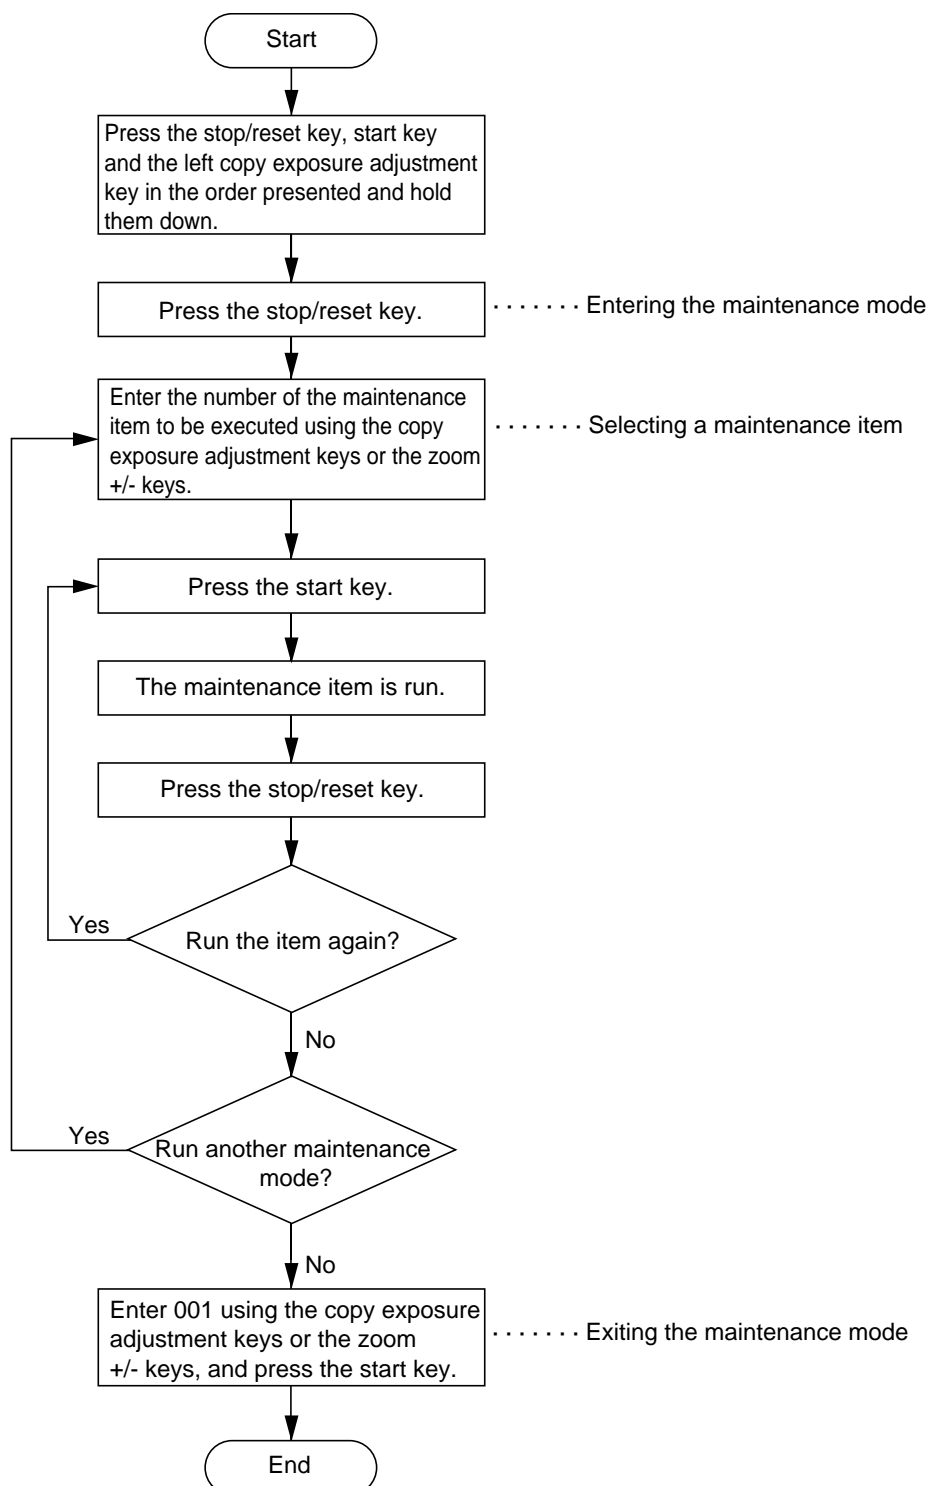 Start
Press the stop/reset key, start key
and the left copy exposure adjustment
key in the order presented and hold
them down.
Press the stop/reset key.
· · · · · · · Entering the maintenance mode
Enter the number of the maintenance
item to be executed using the copy
exposure adjustment keys or the zoom
+/- keys.
· · · · · · · Selecting a maintenance item
Press the start key.
The maintenance item is run.
Press the stop/reset key.
Yes
Run the item again?
No
Yes
Run another maintenance
mode?
No
Enter 001 using the copy exposure
adjustment keys or the zoom
+/- keys, and press the start key.
· · · · · · · Exiting the maintenance mode
End